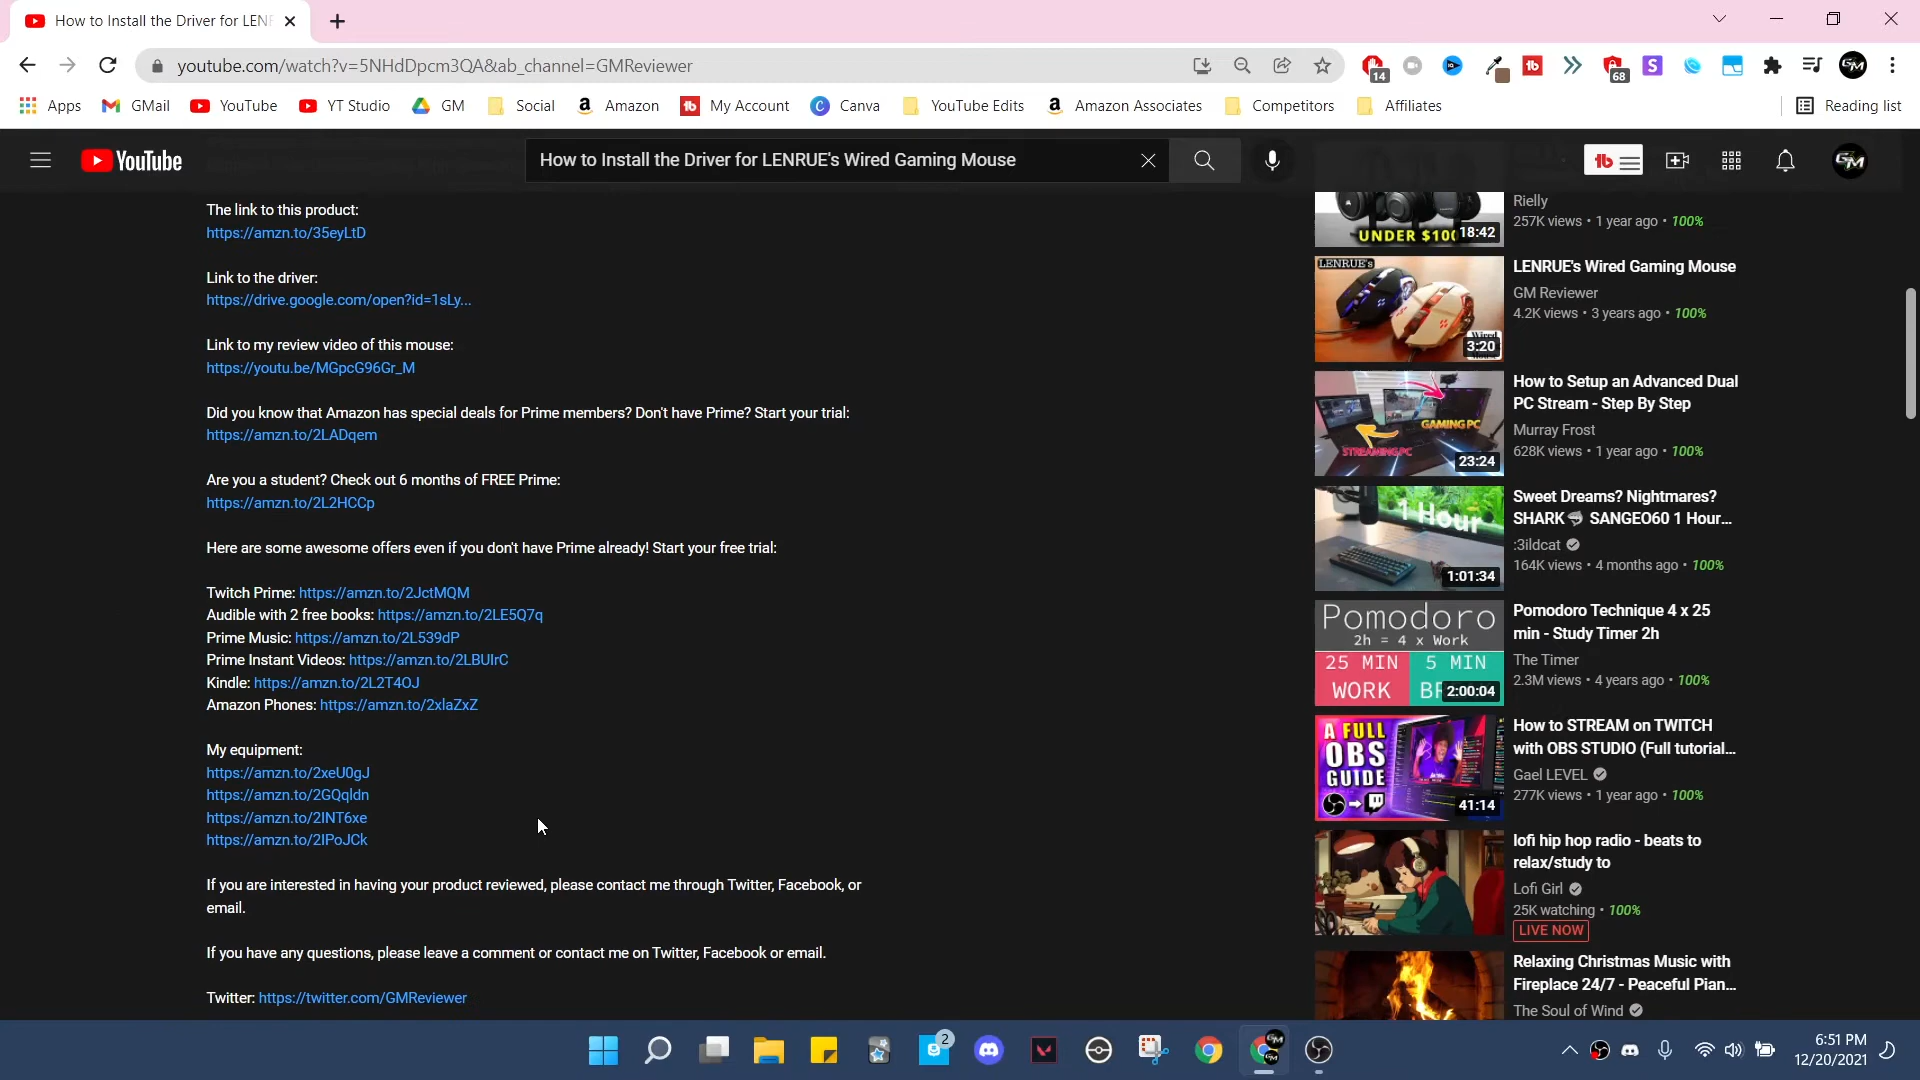 How to Install the Driver for LEN
youtube.com/watch?v=5NHdDpcm3QA&ab_channel=GMReviewer
14
68
Apps
GMail
YouTube
YT Studio
GM
Social
Amazon
My Account
Canva
YouTube Edits
Amazon Associates
Competitors
Affiliates
Reading list
YouTube
How to Install the Driver for LENRUE's Wired Gaming Mouse
The link to this product:
https://amzn.to/35eyLtD
Link to the driver:
https://drive.google.com/open?id=1sLy...
Link to my review video of this mouse:
https://youtu.be/MGpcG96Gr_M
Did you know that Amazon has special deals for Prime members? Don't have Prime? Start your trial:
https://amzn.to/2LADqem
Are you a student? Check out 6 months of FREE Prime:
https://amzn.to/2L2HCCp
Here are some awesome offers even if you don't have Prime already! Start your free trial:
Twitch Prime: https://amzn.to/2JctMQM
Audible with 2 free books: https://amzn.to/2LE5Q7q
Prime Music: https://amzn.to/2L539dP
Prime Instant Videos: https://amzn.to/2LBUIrC
Kindle: https://amzn.to/2L2T4OJ
Amazon Phones: https://amzn.to/2xlaZxZ
My equipment:
https://amzn.to/2xeU0gJ
https://amzn.to/2GQqldn
https://amzn.to/2INT6xe
https://amzn.to/2IPoJCk
If you are interested in having your product reviewed, please contact me through Twitter, Facebook, or
email.
If you have any questions, please leave a comment or contact me on Twitter, Facebook or email.
Twitter: https://twitter.com/GMReviewer
UNDER $100
18:42
Rielly
257K views • 1 year ago • 100%
LENRUE's
Wired
3:20
LENRUE's Wired Gaming Mouse
GM Reviewer
4.2K views • 3 years ago • 100%
GAMING PC
STREAMING PC
23:24
How to Setup an Advanced Dual
PC Stream - Step By Step
Murray Frost
628K views • 1 year ago • 100%
1 Hour
1:01:34
Sweet Dreams? Nightmares?
SHARK🦈 SANGEO60 1 Hour...
:3ildcat
164K views • 4 months ago • 100%
Pomodoro
2h = 4 x Work
25 MIN
WORK
5 MIN
2:00:04
Pomodoro Technique 4 x 25
min - Study Timer 2h
The Timer
2.3M views • 4 years ago • 100%
A FULL
OBS
GUIDE
41:14
How to STREAM on TWITCH
with OBS STUDIO (Full tutorial...
Gael LEVEL
277K views • 1 year ago • 100%
lofi hip hop radio - beats to
relax/study to
Lofi Girl
25K watching • 100%
LIVE NOW
Relaxing Christmas Music with
Fireplace 24/7 - Peaceful Pian...
The Soul of Wind
2
6:51 PM
12/20/2021